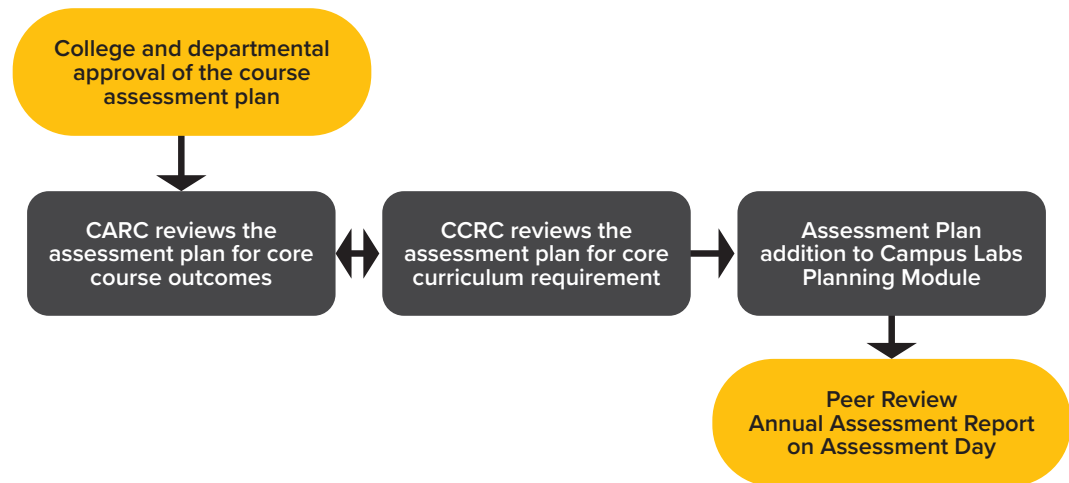 College and departmental
approval of the course
assessment plan
CARC reviews the
assessment plan for core
course outcomes
CCRC reviews the
assessment plan for core
curriculum requirement
Assessment Plan
addition to Campus Labs
Planning Module
Peer Review
Annual Assessment Report
on Assessment Day